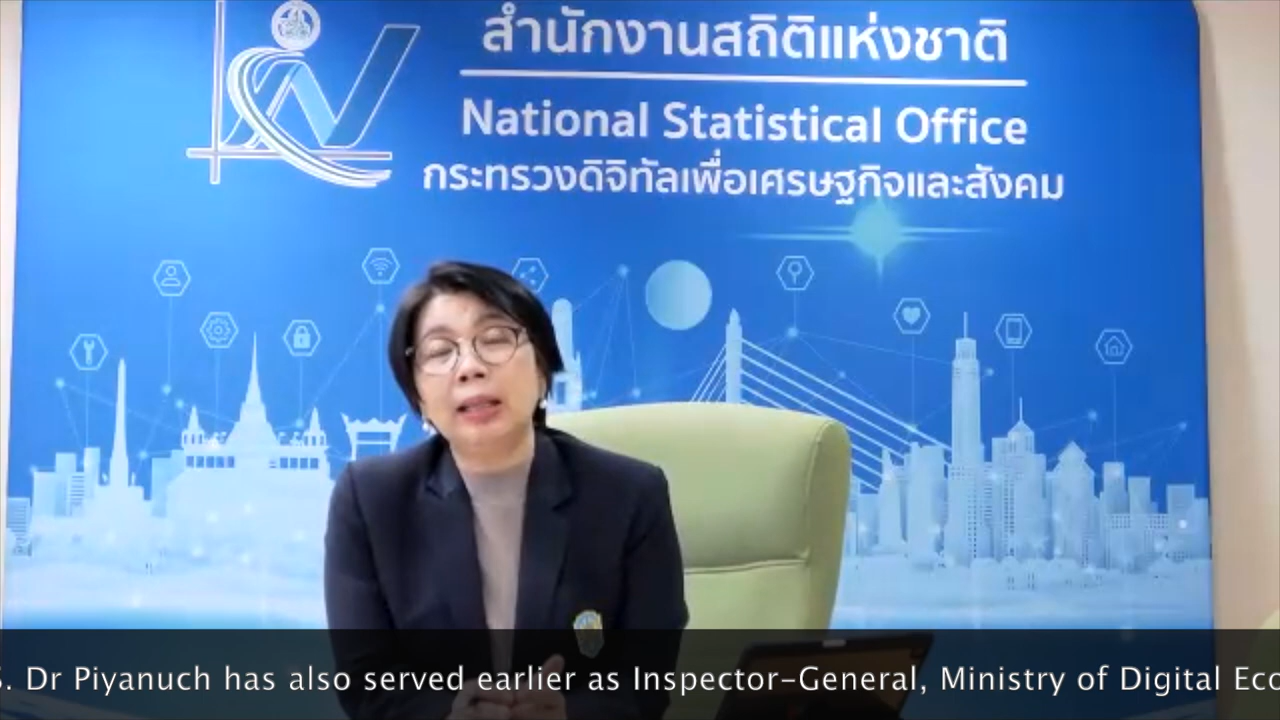 สำนักงานสถิติแห่งชาติ
National Statistical Office
กระทรวงดิจิทัลเพื่อเศรษฐกิจและสังคม
. Dr Piyanuch has also served earlier as Inspector-General, Ministry of Digital